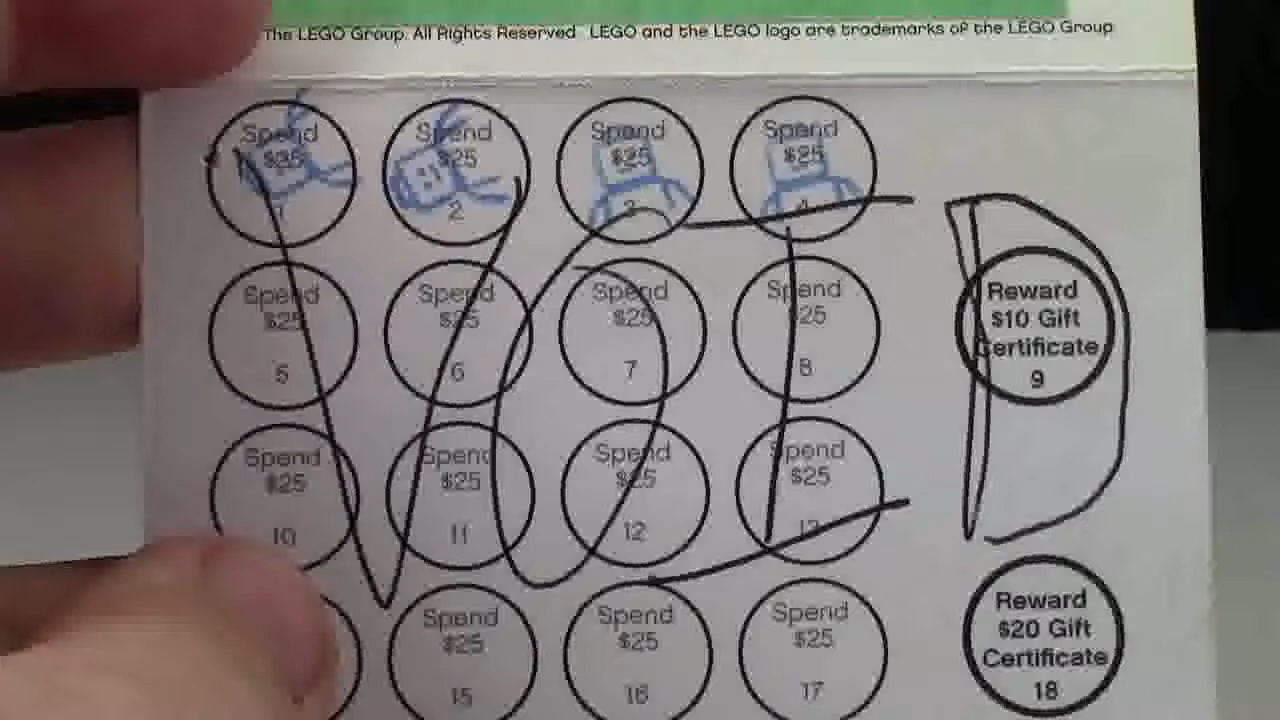 The LEGO Group. All Rights Reserved LEGO and the LEGO logo are trademarks of the LEGO Group
Spend $25 1
Spend $25 2
Spend $25 3
Spend $25 4
Spend $25 5
Spend $25 6
Spend $25 7
Spend $25 8
Reward $10 Gift Certificate 9
Spend $25 10
Spend $25 11
Spend $25 12
Spend $25 13
VOID
Spend $25 15
Spend $25 16
Spend $25 17
Reward $20 Gift Certificate 18